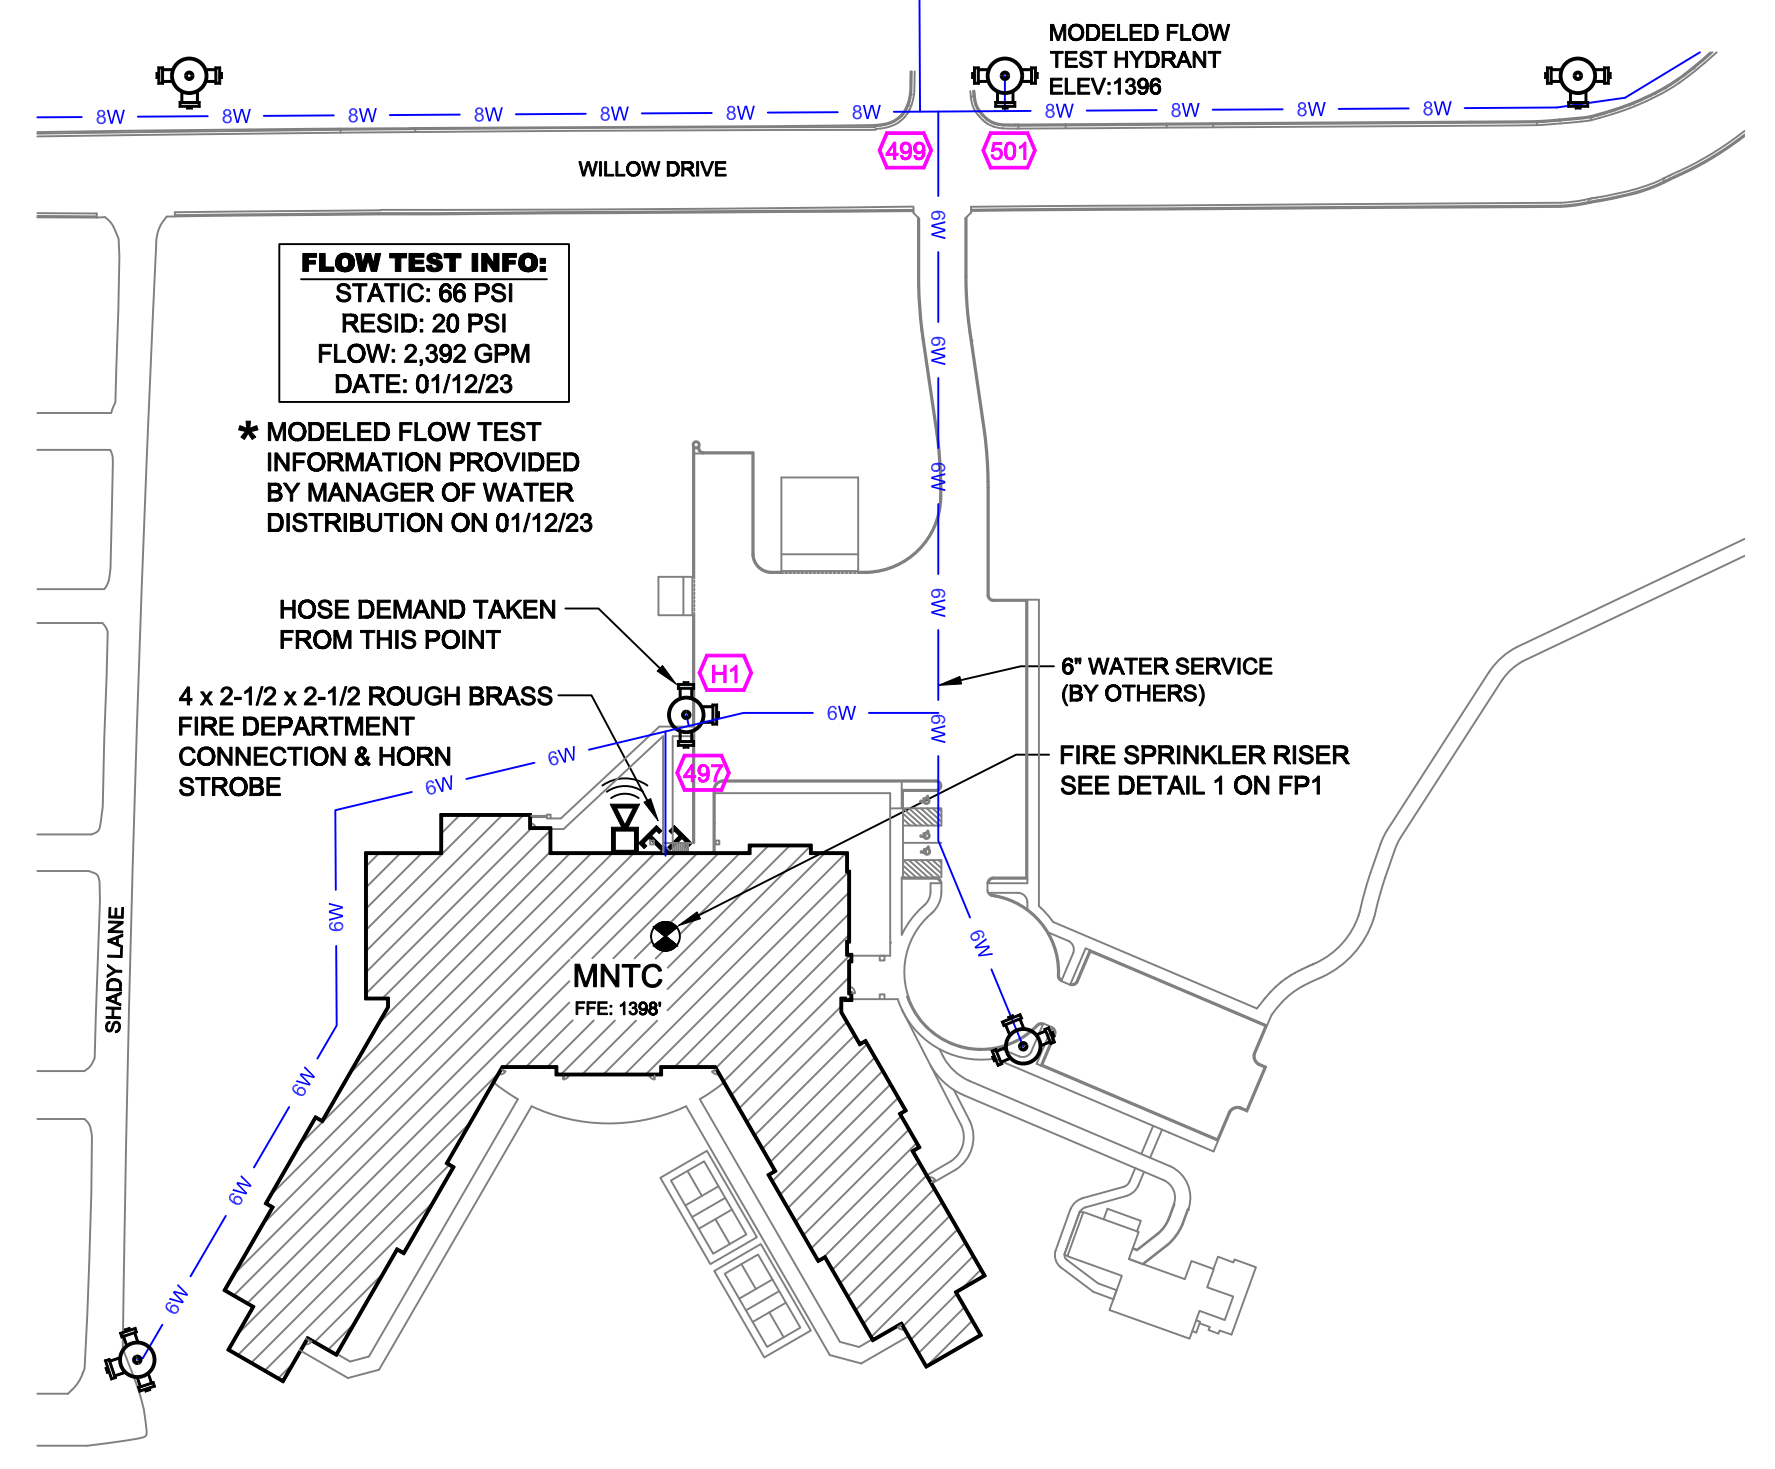 MODELED FLOW
TEST HYDRANT
ELEV:1396
8W 8W 8W 8W 8W 8W 8W 8W 8W 8W 8W
499
501
WILLOW DRIVE
6W
FLOW TEST INFO:
STATIC: 66 PSI
RESID: 20 PSI
FLOW: 2,392 GPM
DATE: 01/12/23
6W
* MODELED FLOW TEST
INFORMATION PROVIDED
BY MANAGER OF WATER
DISTRIBUTION ON 01/12/23
6W
6W
HOSE DEMAND TAKEN
FROM THIS POINT
H1
6" WATER SERVICE
(BY OTHERS)
4 x 2-1/2 x 2-1/2 ROUGH BRASS
FIRE DEPARTMENT
CONNECTION & HORN
STROBE
6W
6W
6W
6W
497
FIRE SPRINKLER RISER
SEE DETAIL 1 ON FP1
6W
6W
SHADY LANE
MNTC
FFE: 1398'
6W
6W
6W